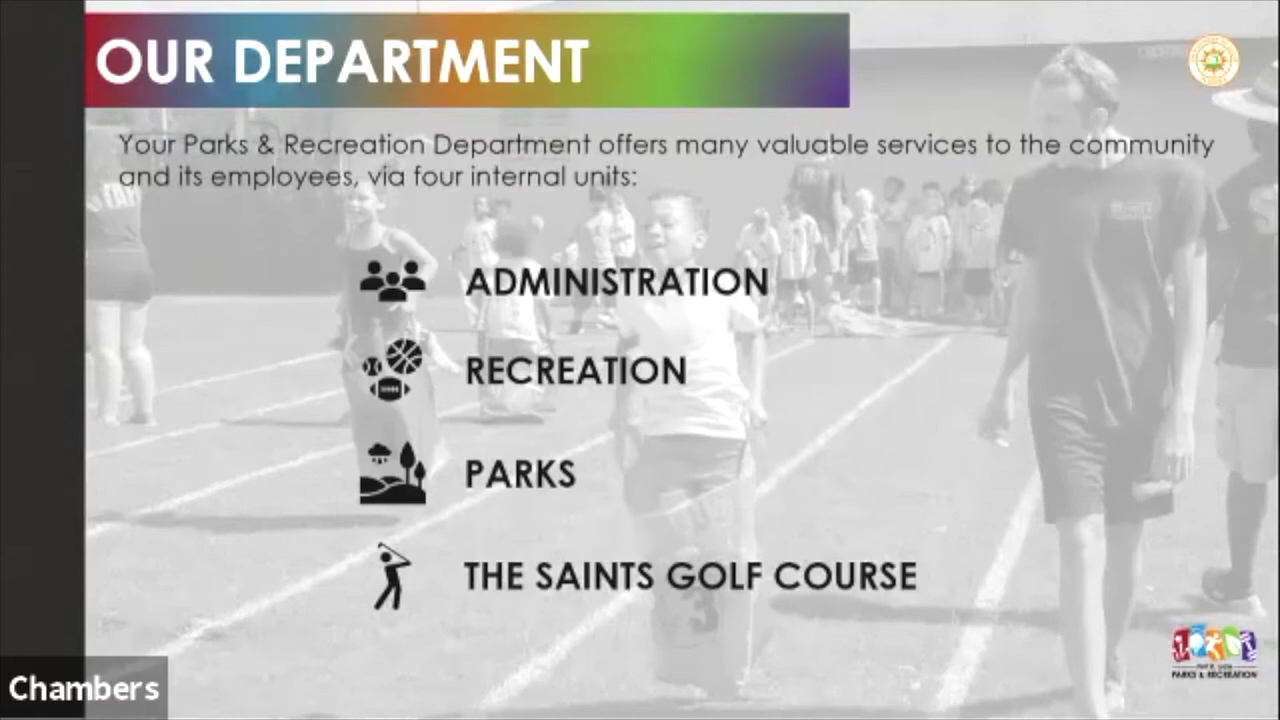 OUR DEPARTMENT
Your Parks & Recreation Department offers many valuable services to the community
and its employees, via four internal units:
ADMINISTRATION
RECREATION
PARKS
THE SAINTS GOLF COURSE
PARKS & RECREATION
Chambers